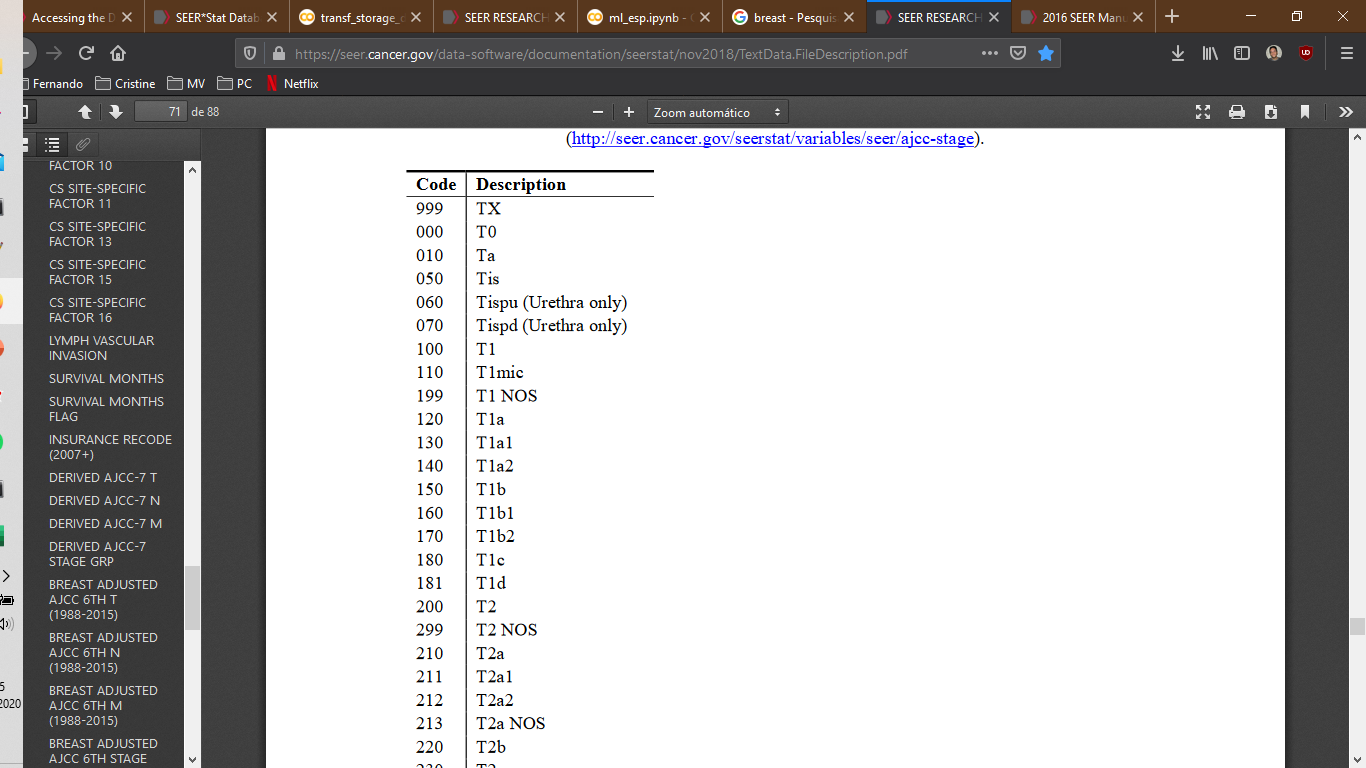 Accessing the D
SEER*Stat Datab
transf_storage_
SEER RESEARCH
ml_esp.ipynb -
breast - Pesquis
SEER RESEARCH
2016 SEER Manu
https://seer.cancer.gov/data-software/documentation/seerstat/nov2018/TextData.FileDescription.pdf
Fernando
Cristine
MV
PC
Netflix
71 de 88
Zoom automático
FACTOR 10
CS SITE-SPECIFIC
FACTOR 11
CS SITE-SPECIFIC
FACTOR 13
CS SITE-SPECIFIC
FACTOR 15
CS SITE-SPECIFIC
FACTOR 16
LYMPH VASCULAR
INVASION
SURVIVAL MONTHS
SURVIVAL MONTHS
FLAG
INSURANCE RECODE
(2007+)
DERIVED AJCC-7 T
DERIVED AJCC-7 N
DERIVED AJCC-7 M
DERIVED AJCC-7
STAGE GRP
BREAST ADJUSTED
AJCC 6TH T
(1988-2015)
BREAST ADJUSTED
AJCC 6TH N
(1988-2015)
BREAST ADJUSTED
AJCC 6TH M
(1988-2015)
BREAST ADJUSTED
AJCC 6TH STAGE
5
2020
(http://seer.cancer.gov/seerstat/variables/seer/ajcc-stage).
Code Description
999 TX
000 T0
010 Ta
050 Tis
060 Tispu (Urethra only)
070 Tispd (Urethra only)
100 T1
110 T1mic
199 T1 NOS
120 T1a
130 T1a1
140 T1a2
150 T1b
160 T1b1
170 T1b2
180 T1c
181 T1d
200 T2
299 T2 NOS
210 T2a
211 T2a1
212 T2a2
213 T2a NOS
220 T2b